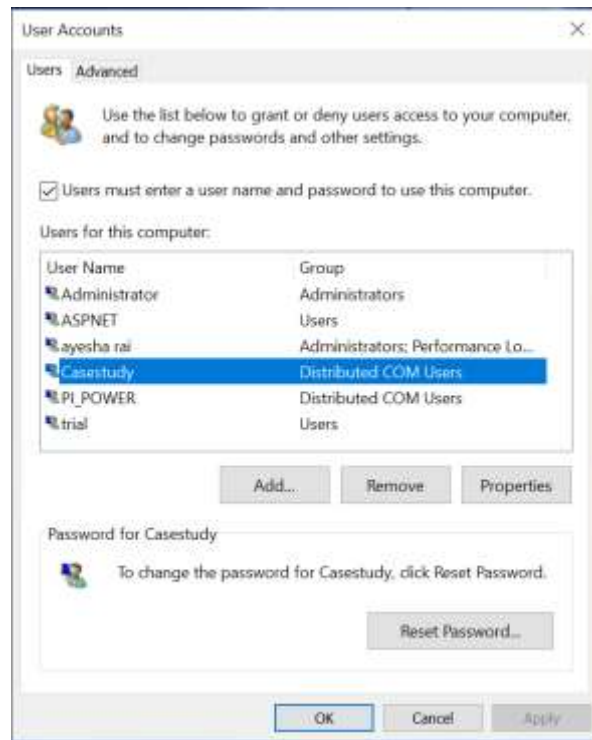 User Accounts
Users Advanced
Use the list below to grant or deny users access to your computer,
and to change passwords and other settings.
Users must enter a user name and password to use this computer.
Users for this computer:
User Name Group
Administrator Administrators
ASPNET Users
ayesha rai Administrators; Performance Lo...
Casestudy Distributed COM Users
PI_POWER Distributed COM Users
trial Users
Add... Remove Properties
Password for Casestudy
To change the password for Casestudy, click Reset Password.
Reset Password...
OK Cancel Apply